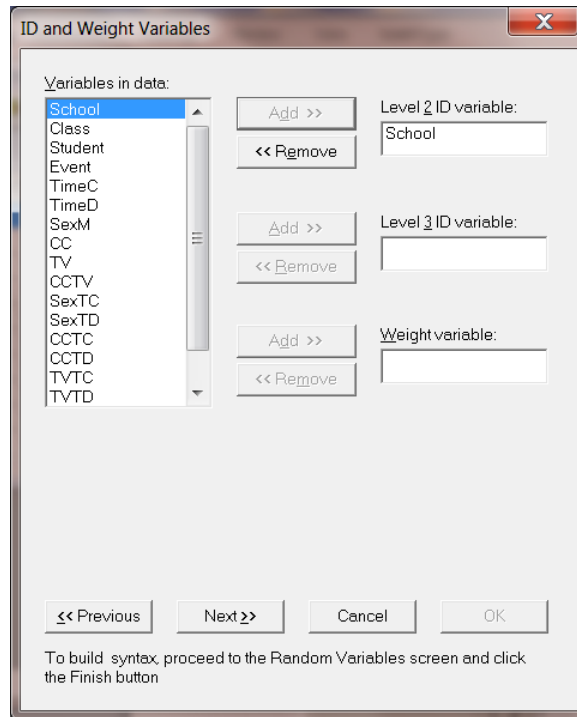 ID and Weight Variables
Variables in data:
School
Class
Student
Event
TimeC
TimeD
SexM
CC
TV
CCTV
SexTC
SexTD
CCTC
CCTD
TVTC
TVTD
Add >>
<< Remove
Level 2 ID variable:
School
Add >>
<< Remove
Level 3 ID variable:
Add >>
<< Remove
Weight variable:
<< Previous
Next >>
Cancel
OK
To build syntax, proceed to the Random Variables screen and click
the Finish button